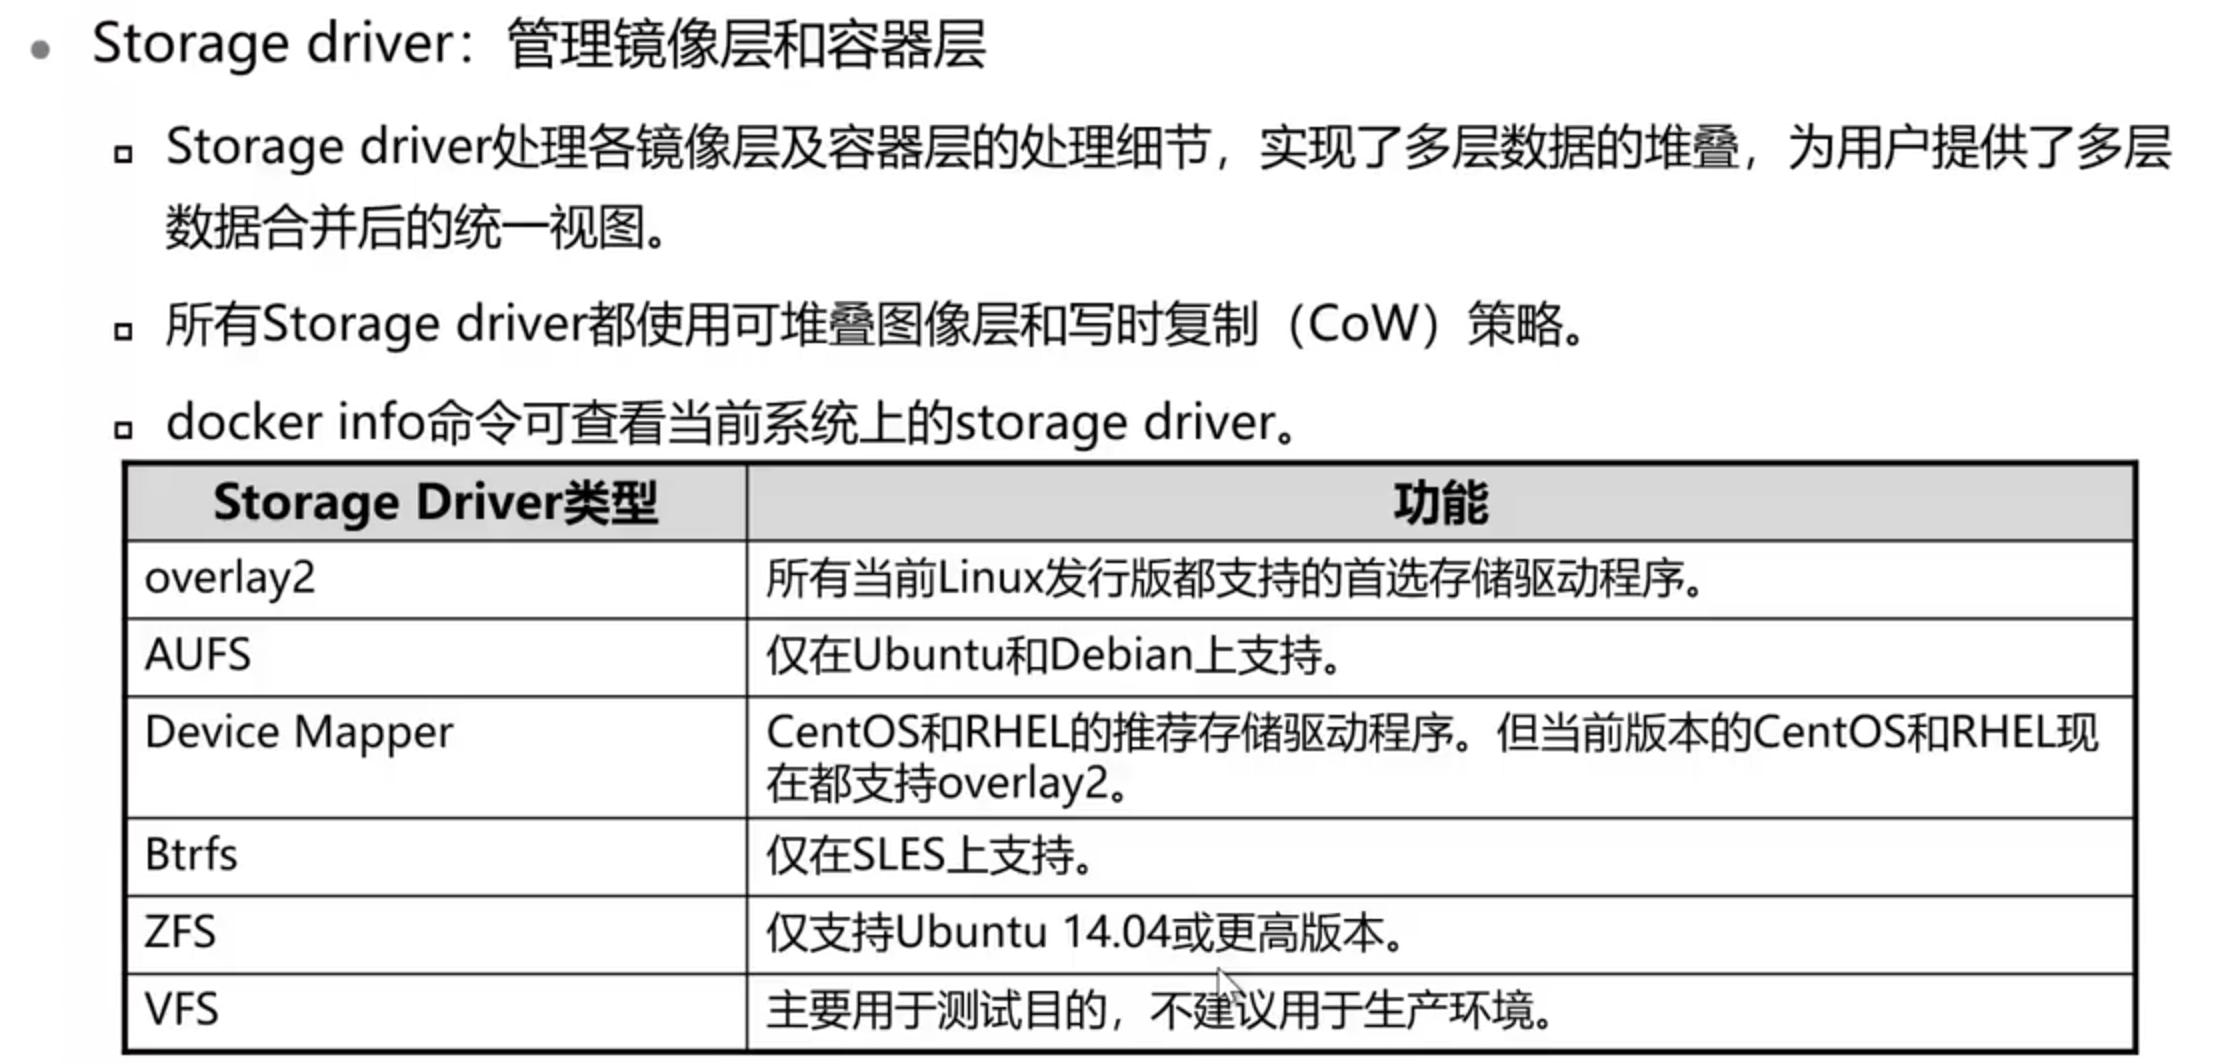 Storage driver：管理镜像层和容器层
Storage driver处理各镜像层及容器层的处理细节，实现了多层数据的堆叠，为用户提供了多层
数据合并后的统一视图。
所有Storage driver都使用可堆叠图像层和写时复制（CoW）策略。
docker info命令可查看当前系统上的storage driver。
Storage Driver类型 功能
overlay2 所有当前Linux发行版都支持的首选存储驱动程序。
AUFS 仅在Ubuntu和Debian上支持。
Device Mapper CentOS和RHEL的推荐存储驱动程序。但当前版本的CentOS和RHEL现
在都支持overlay2。
Btrfs 仅在SLES上支持。
ZFS 仅支持Ubuntu 14.04或更高版本。
VFS 主要用于测试目的，不建议用于生产环境。